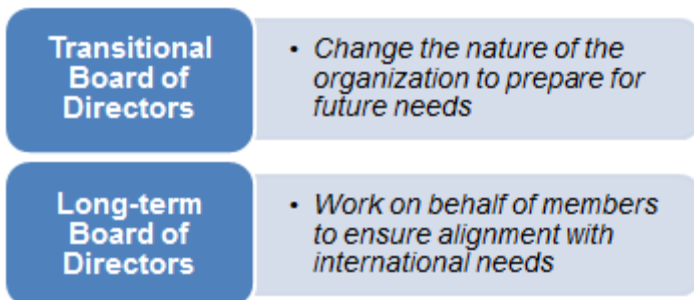 Transitional
Board of
Directors
• Change the nature of the
organization to prepare for
future needs
Long-term
Board of
Directors
• Work on behalf of members
to ensure alignment with
international needs